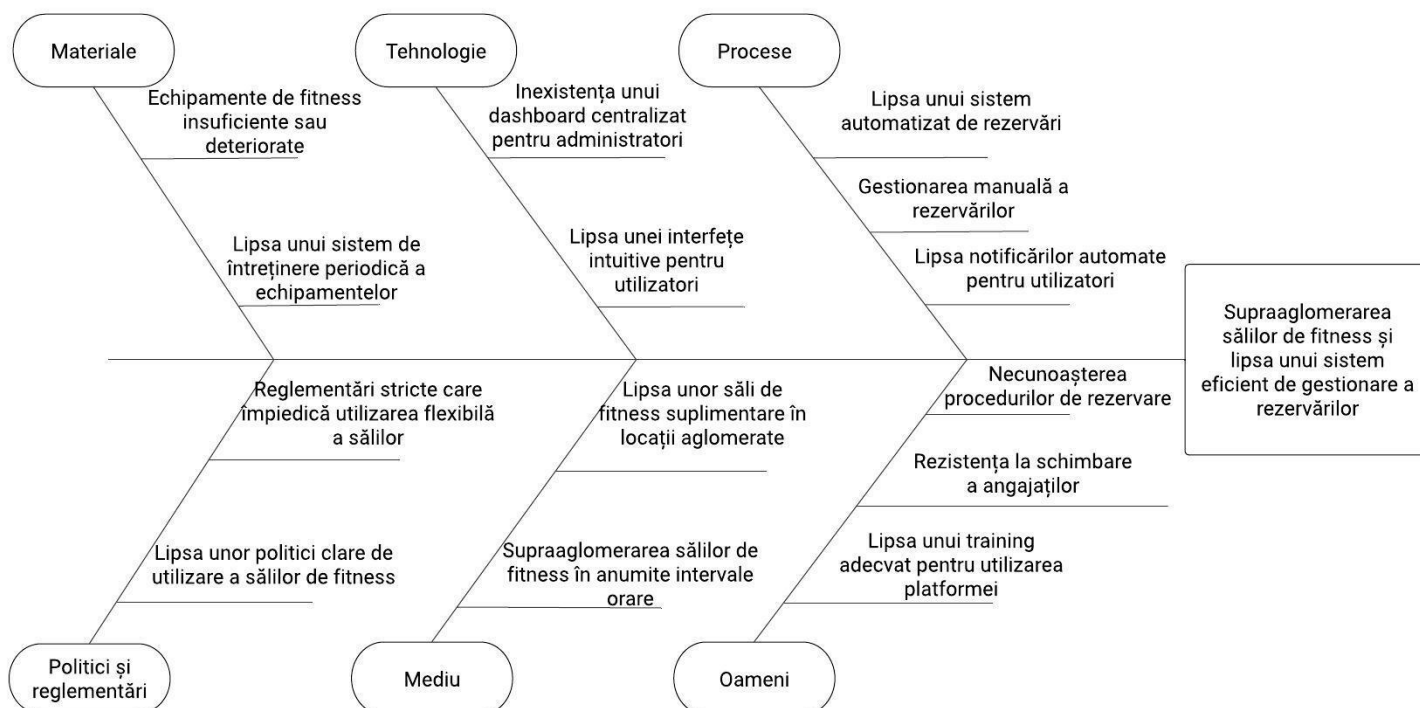 Materiale
Tehnologie
Procese
Echipamente de fitness
insuficiente sau
deteriorate
Lipsa unui sistem de
întreținere periodică a
echipamentelor
Inexistența unui
dashboard centralizat
pentru administratori
Lipsa unei interfețe
intuitive pentru
utilizatori
Lipsa unui sistem
automatizat de rezervări
Gestionarea manuală a
rezervărilor
Lipsa notificărilor automate
pentru utilizatori
Supraaglomerarea
sălilor de fitness și
lipsa unui sistem
eficient de gestionare a
rezervărilor
Reglementări stricte care
împiedică utilizarea flexibilă
a sălilor
Lipsa unor politici clare de
utilizare a sălilor de fitness
Lipsa unor săli de
fitness suplimentare în
locații aglomerate
Supraaglomerarea sălilor de
fitness în anumite intervale
orare
Necunoașterea
procedurilor de rezervare
Rezistența la schimbare
a angajaților
Lipsa unui training
adecvat pentru utilizarea
platformei
Politici și
reglementări
Mediu
Oameni